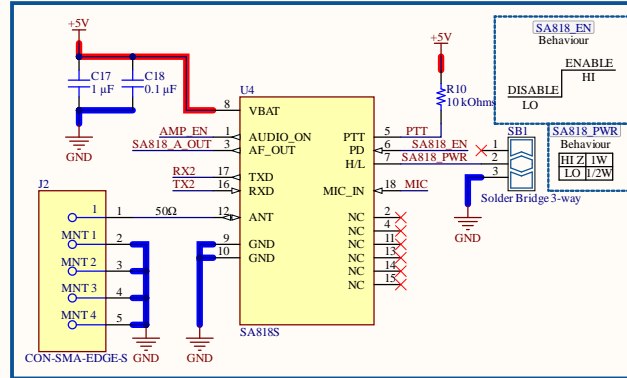 +5V
C17
1 µF
C18
0.1 µF
GND
U4
8
VBAT
AMP_EN
1
AUDIO_ON
SA818_A_OUT
3
AF_OUT
RX2
17
TXD
TX2
16
RXD
50Ω
12
ANT
9
GND
10
GND
GND
SA818S
+5V
R10
10 kOhms
PTT
5
PTT
PD
6
SA818_EN
H/L
7
SA818_PWR
MIC_IN
18
MIC
NC
2
NC
4
NC
11
NC
13
NC
14
NC
15
SB1
1
2
3
Solder Bridge 3-way
GND
SA818_EN
Behaviour
ENABLE
HI
DISABLE
LO
SA818_PWR
Behaviour
HI Z 1W
LO 1/2W
J2
1
1
MNT 1
2
MNT 2
3
MNT 3
4
MNT 4
5
GND
CON-SMA-EDGE-S